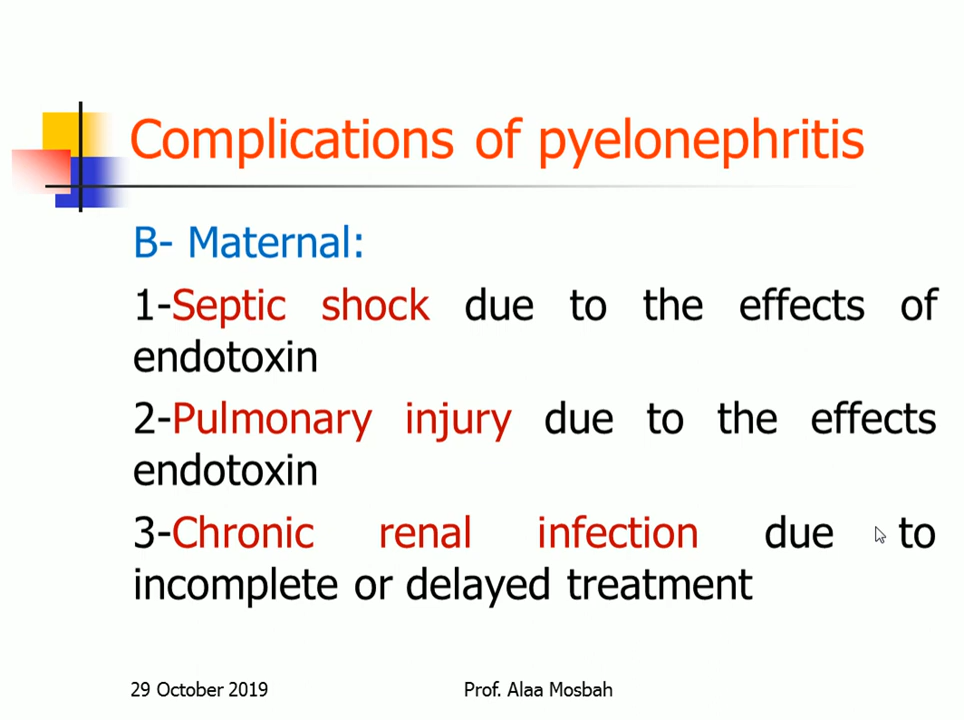 Complications of pyelonephritis
B- Maternal:
1-Septic shock due to the effects of
endotoxin
2-Pulmonary injury due to the effects
endotoxin
3-Chronic renal infection due to
incomplete or delayed treatment
29 October 2019 Prof. Alaa Mosbah